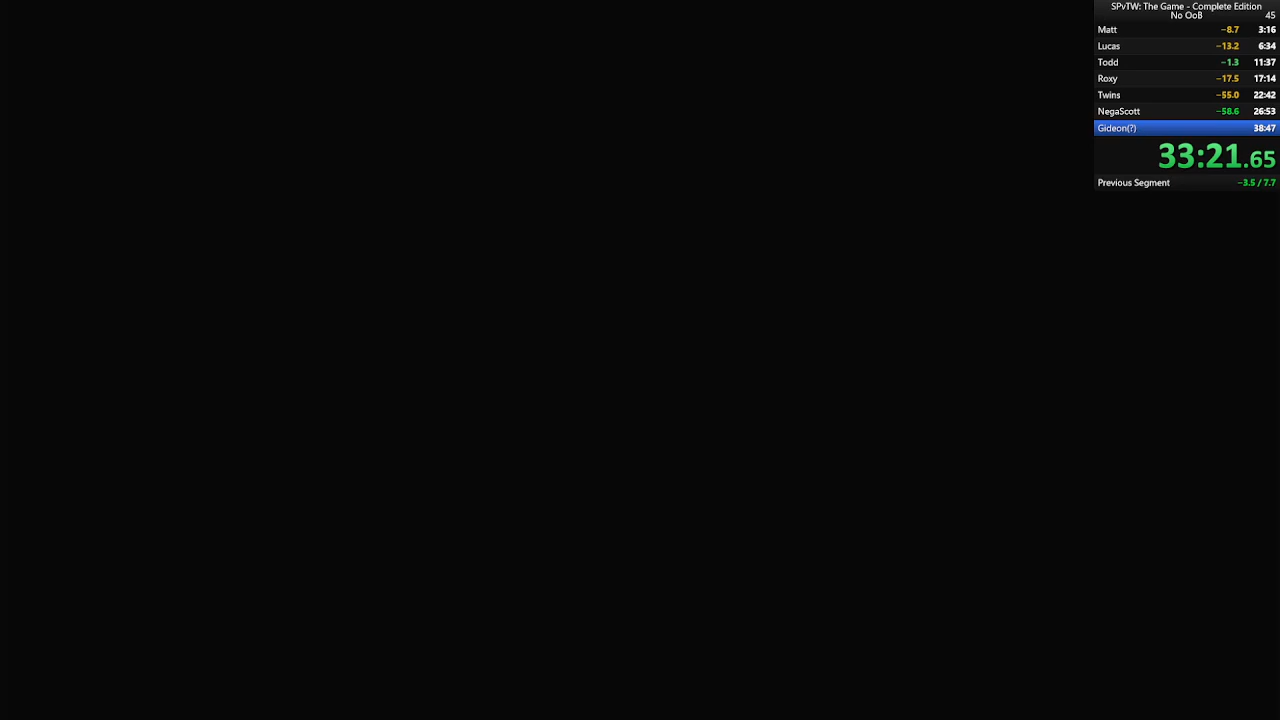 SPvTW: The Game - Complete Edition
No OoB 45
Matt −8.7 3:16
Lucas −13.2 6:34
Todd −1.3 11:37
Roxy −17.5 17:14
Twins −55.0 22:42
NegaScott −58.6 26:53
Gideon(?) 38:47
33:21.65
Previous Segment −3.5 / 7.7